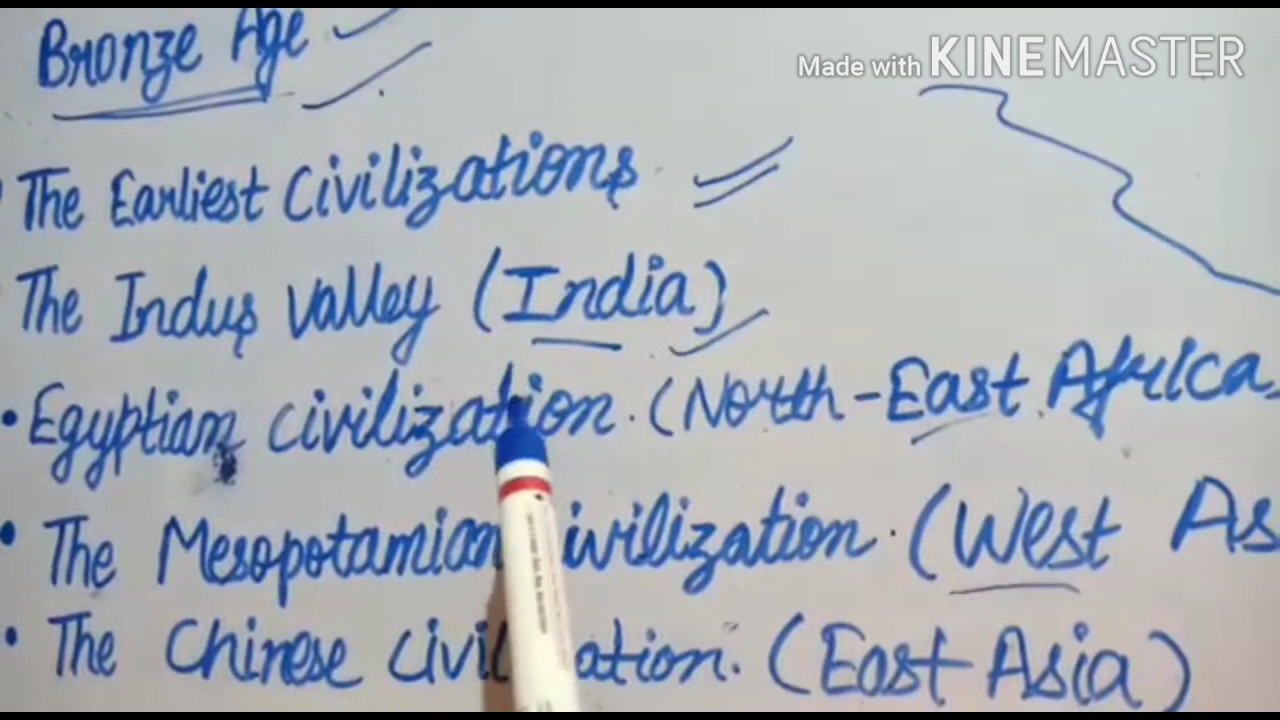 Made with KINEMASTER
Bronze Age
The Earliest Civilizations
The Indus Valley (India)
• Egyptian civilization. (North-East Africa
• The Mesopotamian civilization. (West As
• The Chinese (East Asia)